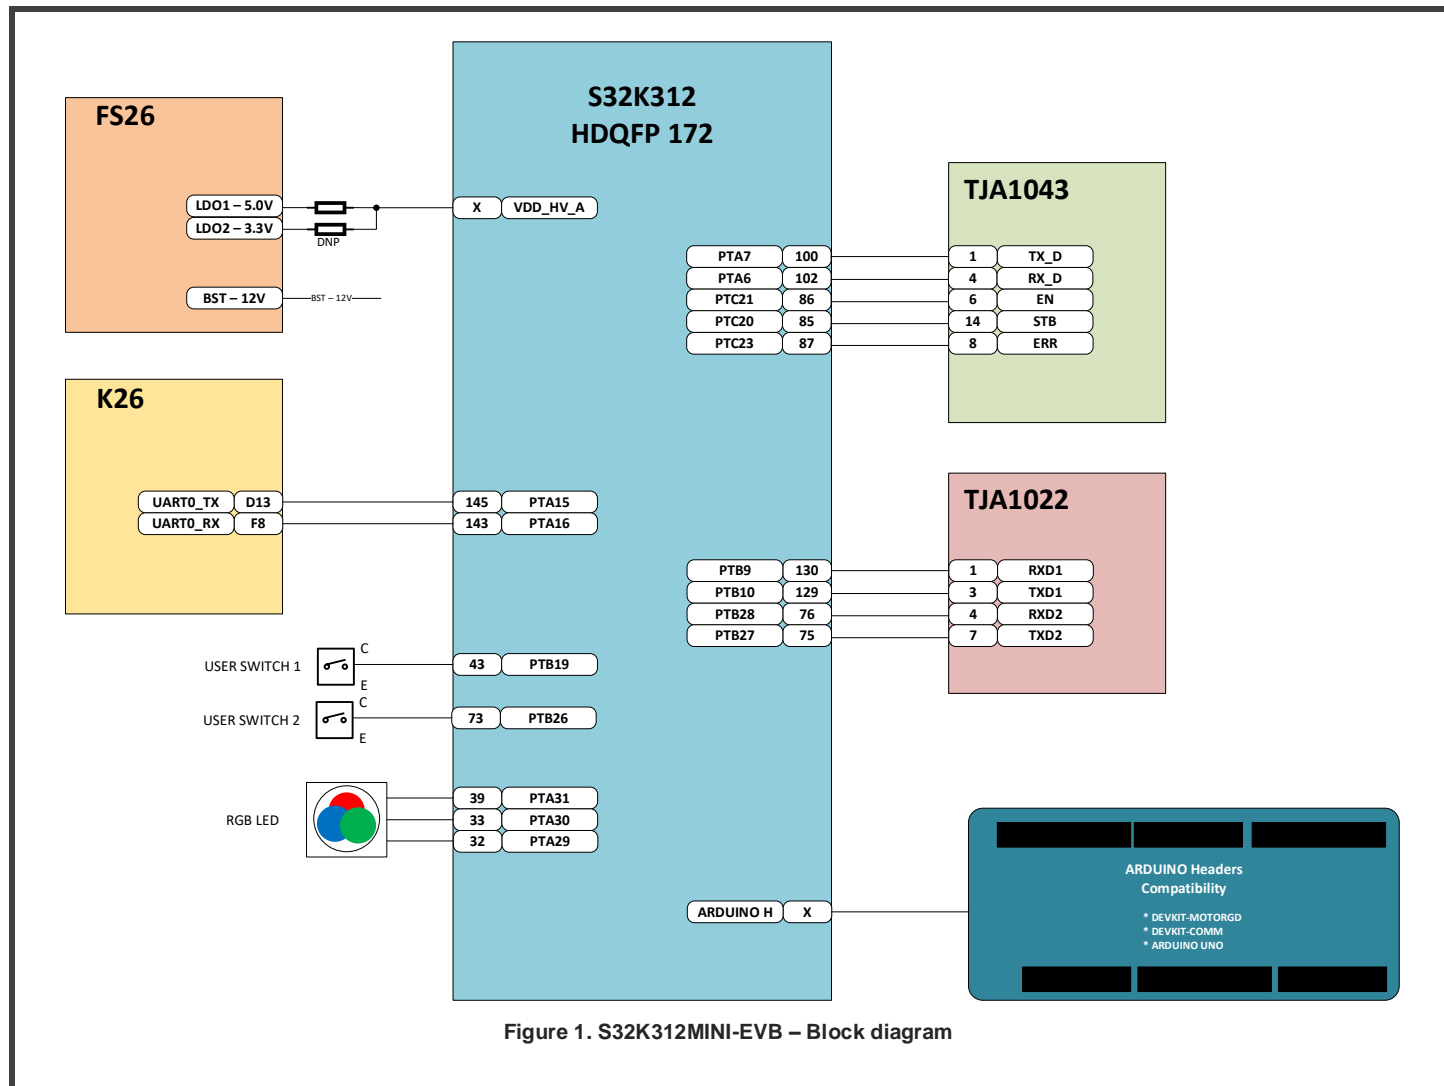 FS26
LDO1 – 5.0V
LDO2 – 3.3V
DNP
BST – 12V
BST – 12V
K26
UART0_TX D13
UART0_RX F8
USER SWITCH 1
C
E
USER SWITCH 2
C
E
RGB LED
S32K312
HDQFP 172
X VDD_HV_A
145 PTA15
143 PTA16
43 PTB19
73 PTB26
39 PTA31
33 PTA30
32 PTA29
PTA7 100
PTA6 102
PTC21 86
PTC20 85
PTC23 87
PTB9 130
PTB10 129
PTB28 76
PTB27 75
ARDUINO H X
TJA1043
1 TX_D
4 RX_D
6 EN
14 STB
8 ERR
TJA1022
1 RXD1
3 TXD1
4 RXD2
7 TXD2
ARDUINO Headers
Compatibility
* DEVKIT-MOTORGD
* DEVKIT-COMM
* ARDUINO UNO
Figure 1. S32K312MINI-EVB – Block diagram